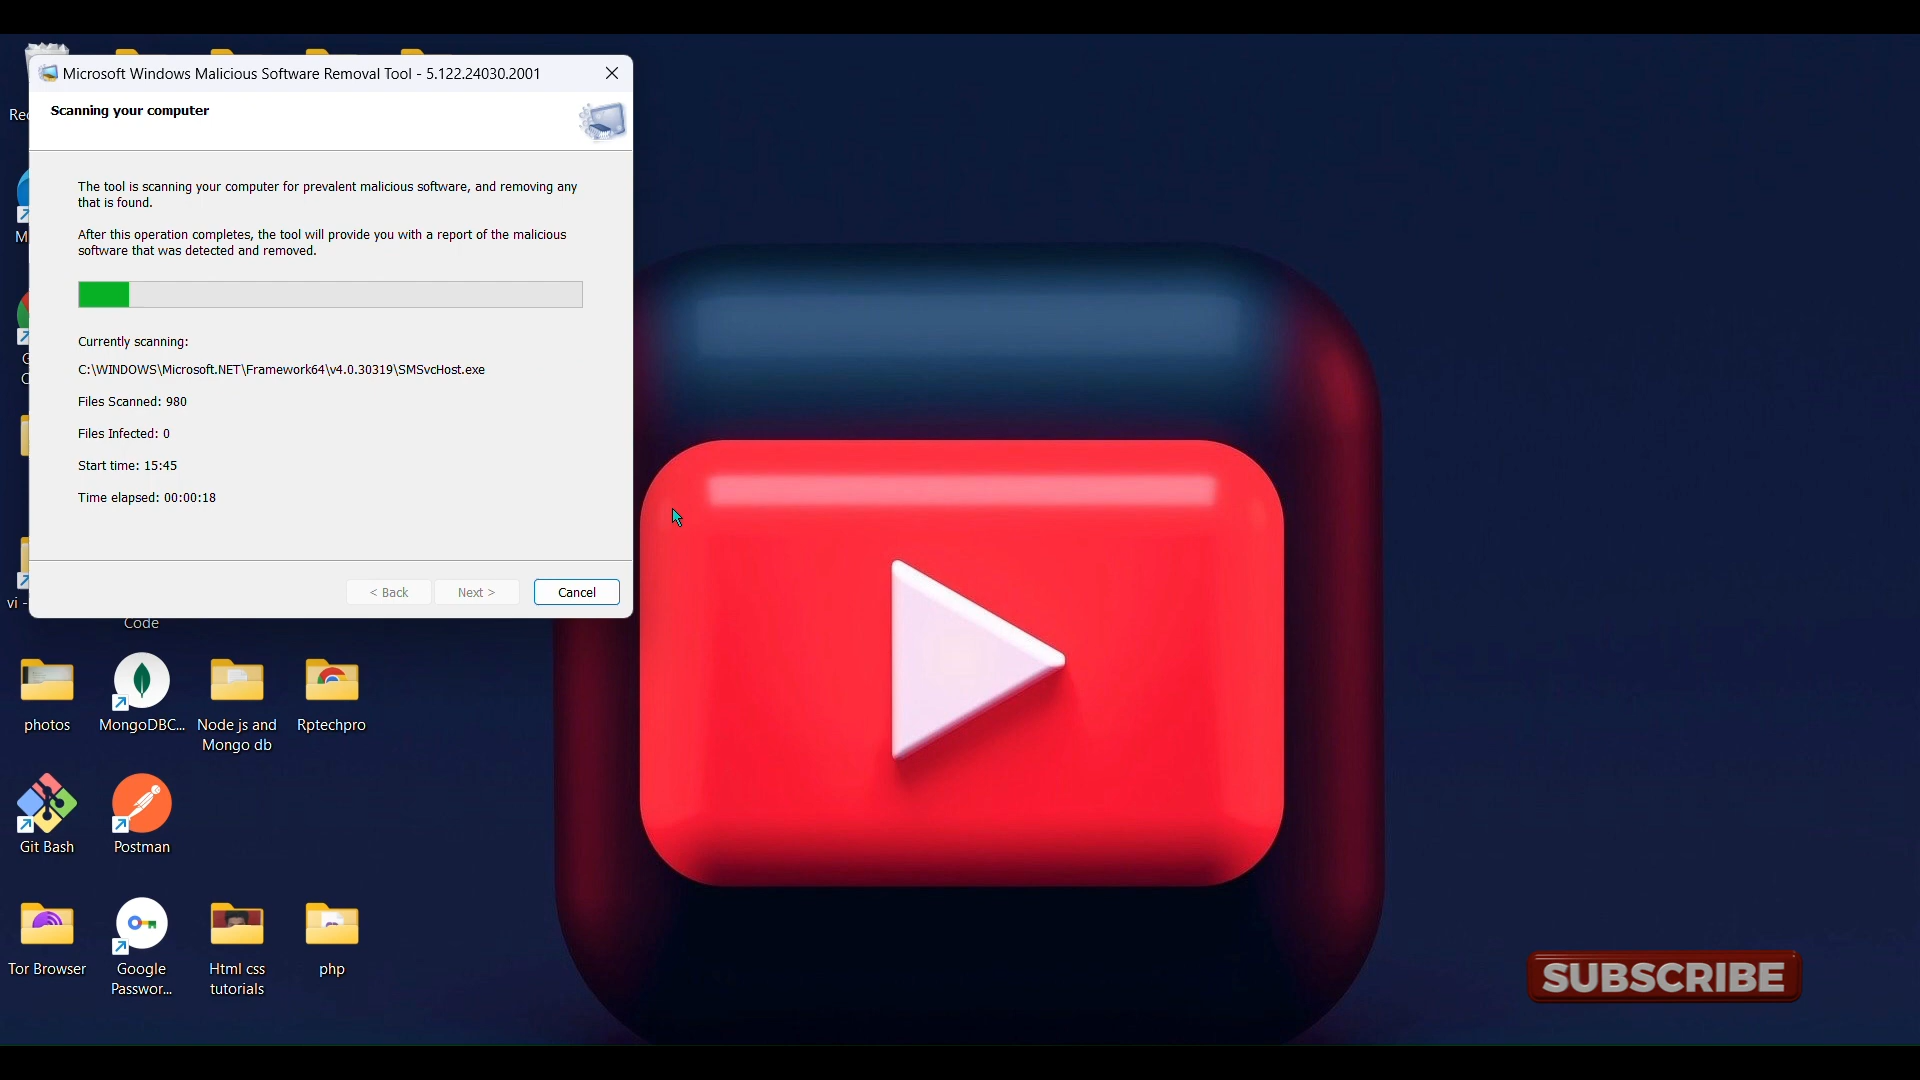 Microsoft Windows Malicious Software Removal Tool - 5.122.24030.2001
Scanning your computer
The tool is scanning your computer for prevalent malicious software, and removing any
that is found.
After this operation completes, the tool will provide you with a report of the malicious
software that was detected and removed.
Currently scanning:
C:\WINDOWS\Microsoft.NET\Framework64\v4.0.30319\SMSvcHost.exe
Files Scanned: 980
Files Infected: 0
Start time: 15:45
Time elapsed: 00:00:18
< Back
Next >
Cancel
Rec
M
G
C
vi -
Code
photos
MongoDBC...
Node js and
Mongo db
Rptechpro
Git Bash
Postman
Tor Browser
Google
Passwor...
Html css
tutorials
php
SUBSCRIBE